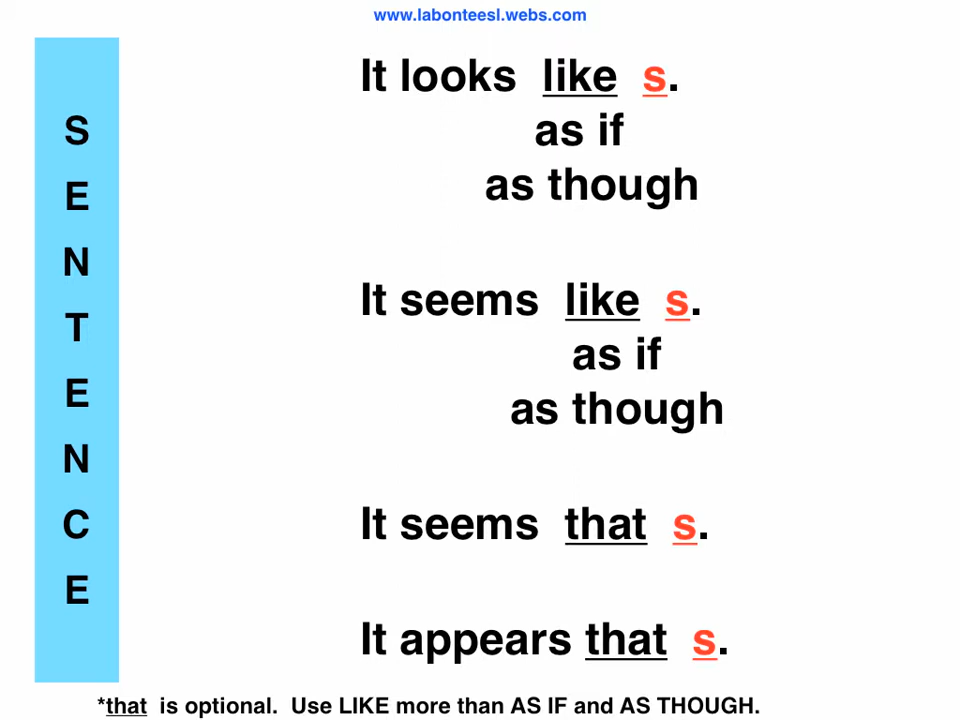 www.labonteesl.webs.com
SENTENCE
It looks like s.
as if
as though
It seems like s.
as if
as though
It seems that s.
It appears that s.
*that is optional. Use LIKE more than AS IF and AS THOUGH.